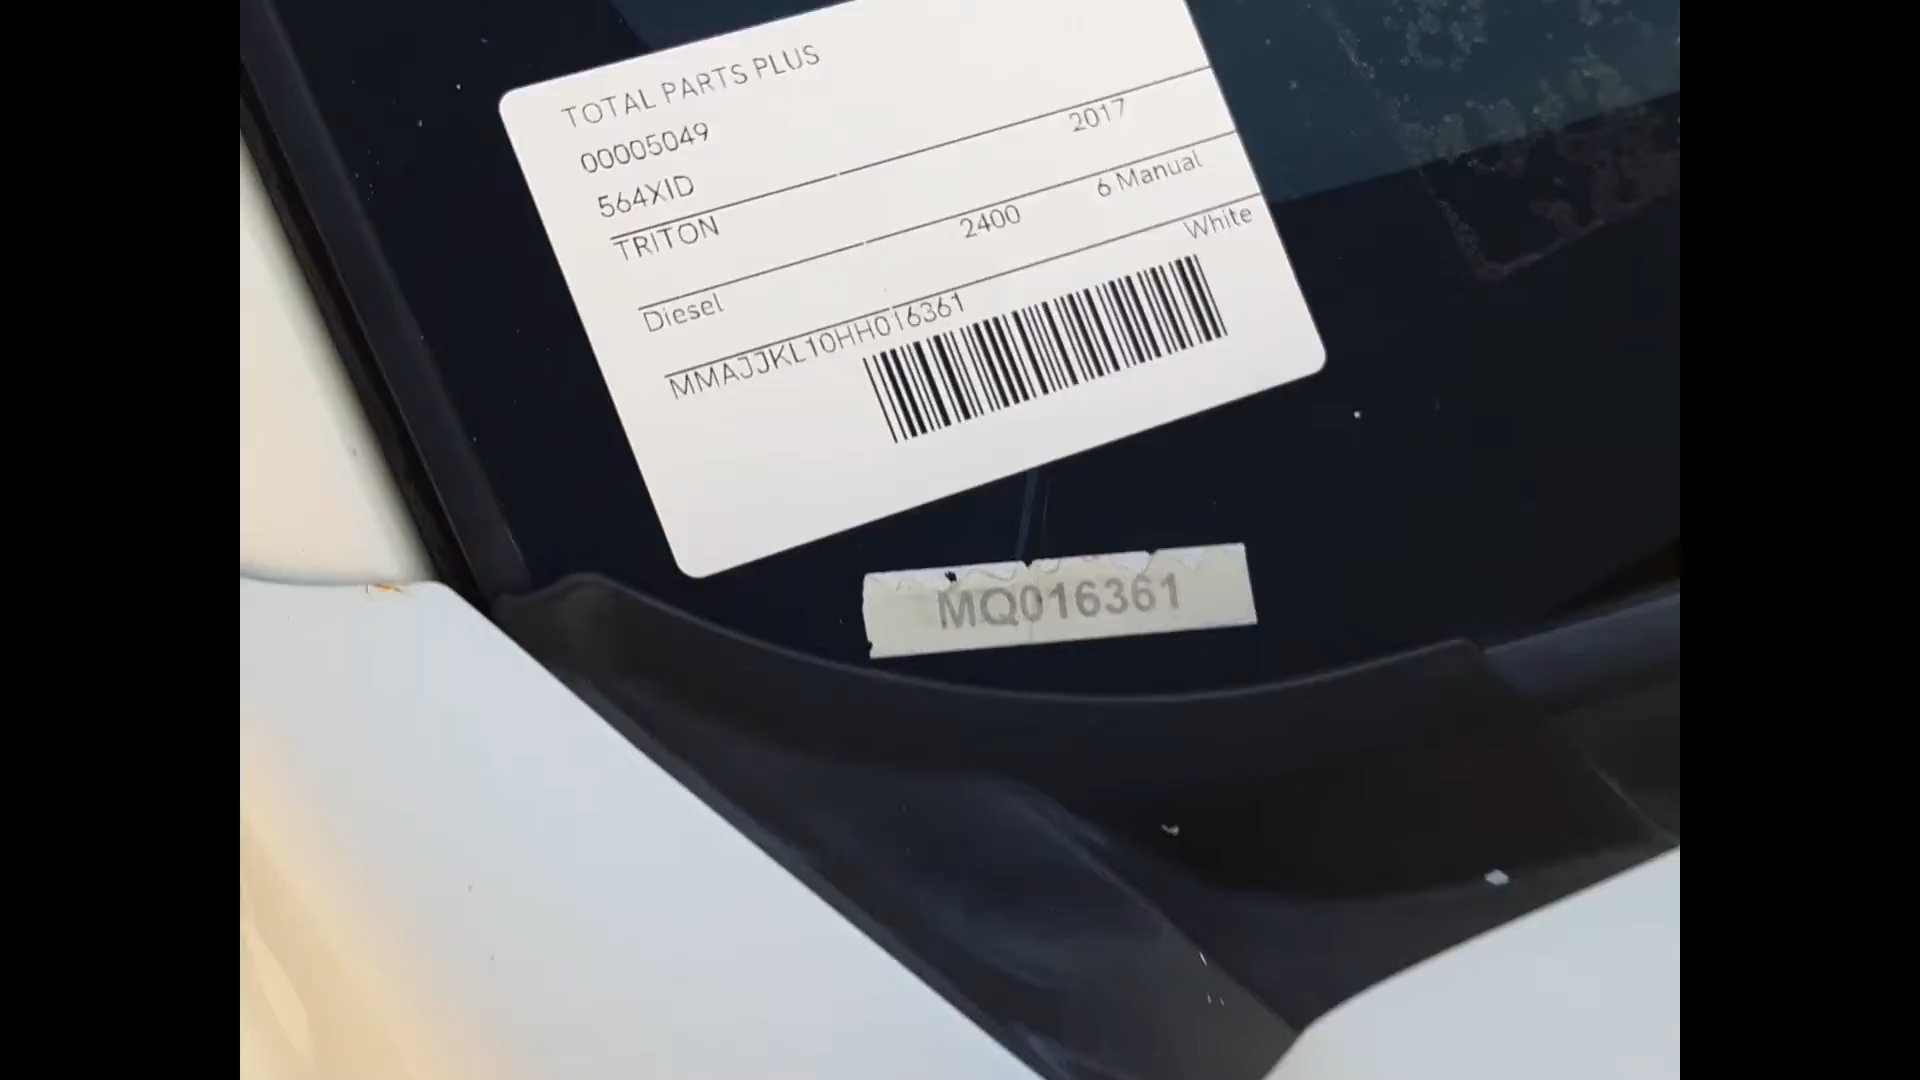 TOTAL PARTS PLUS
00005049
564XID
TRITON 2017
Diesel 2400 6 Manual
MMAJJKL10HH016361 White
MQ016361